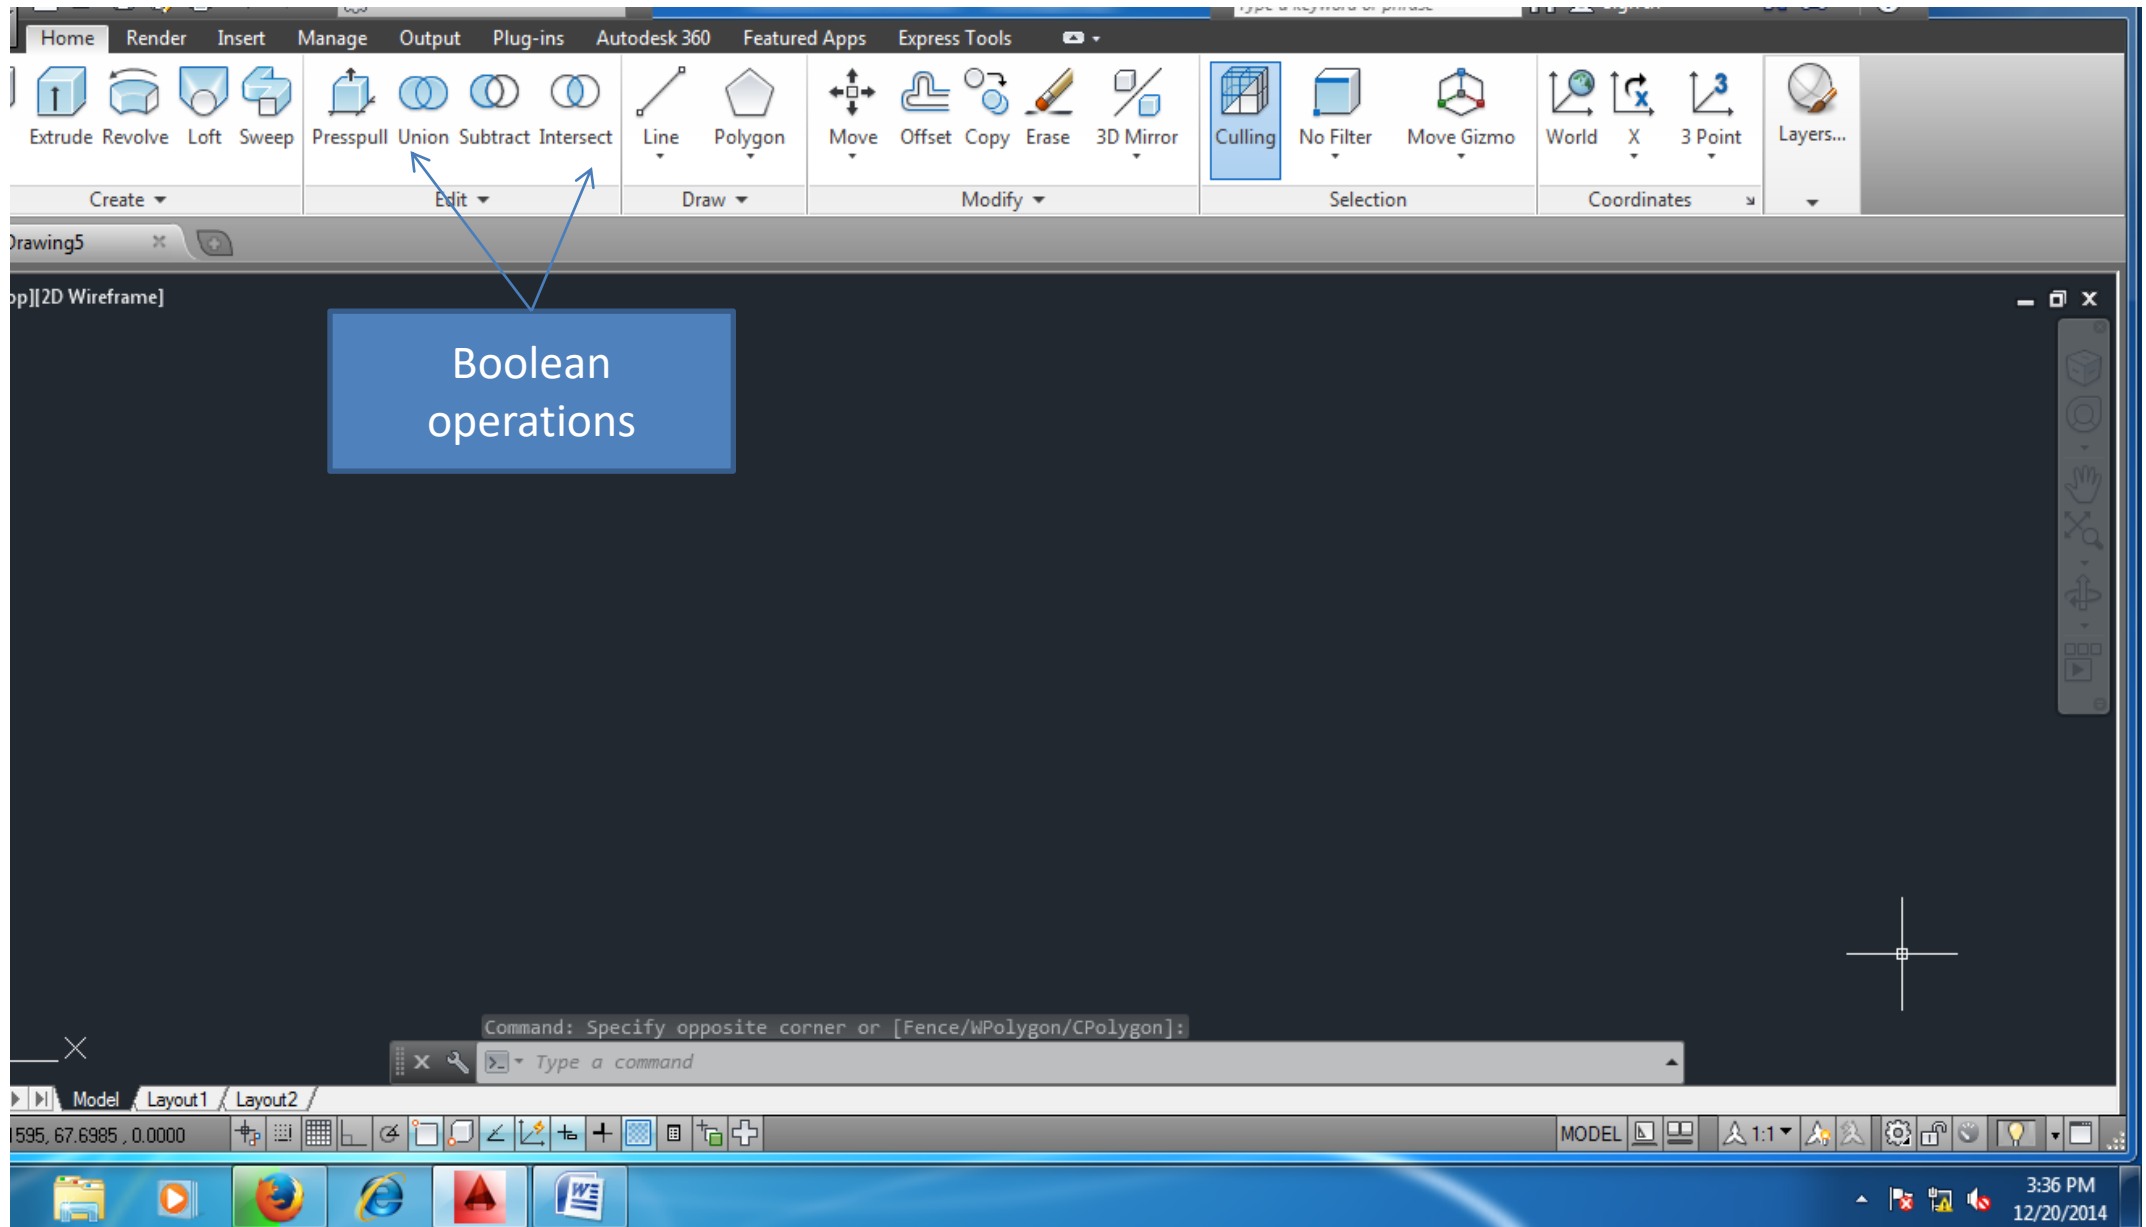 Home Render Insert Manage Output Plug-ins Autodesk 360 Featured Apps Express Tools
Extrude Revolve Loft Sweep Presspull Union Subtract Intersect Line Polygon Move Offset Copy Erase 3D Mirror Culling No Filter Move Gizmo World X 3 Point Layers...
Create Edit Draw Modify Selection Coordinates
Drawing5
op][2D Wireframe]
Boolean
operations
Command: Specify opposite corner or [Fence/WPolygon/CPolygon]:
Type a command
Model Layout1 Layout2
1595, 67.6985 , 0.0000 MODEL 1:1
3:36 PM
12/20/2014